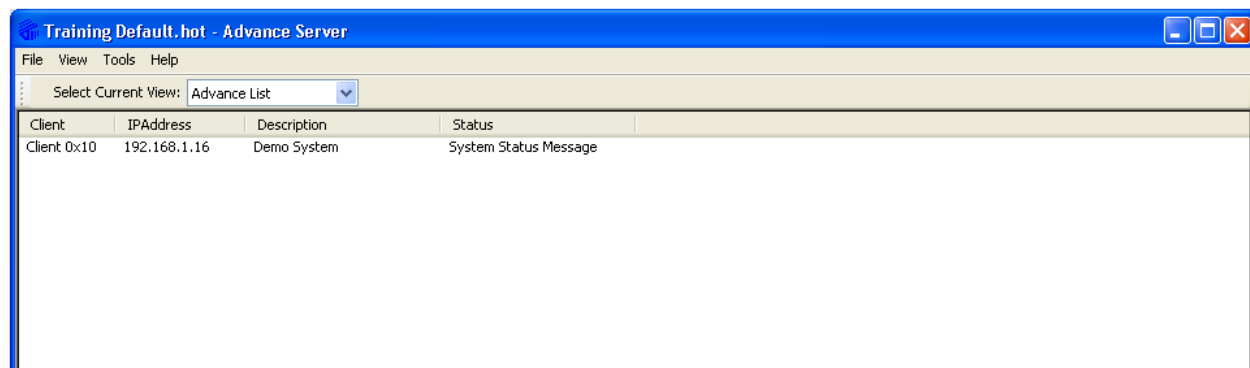 Training Default.hot - Advance Server
File View Tools Help
Select Current View: Advance List
Client IPAddress Description Status
Client 0x10 192.168.1.16 Demo System System Status Message